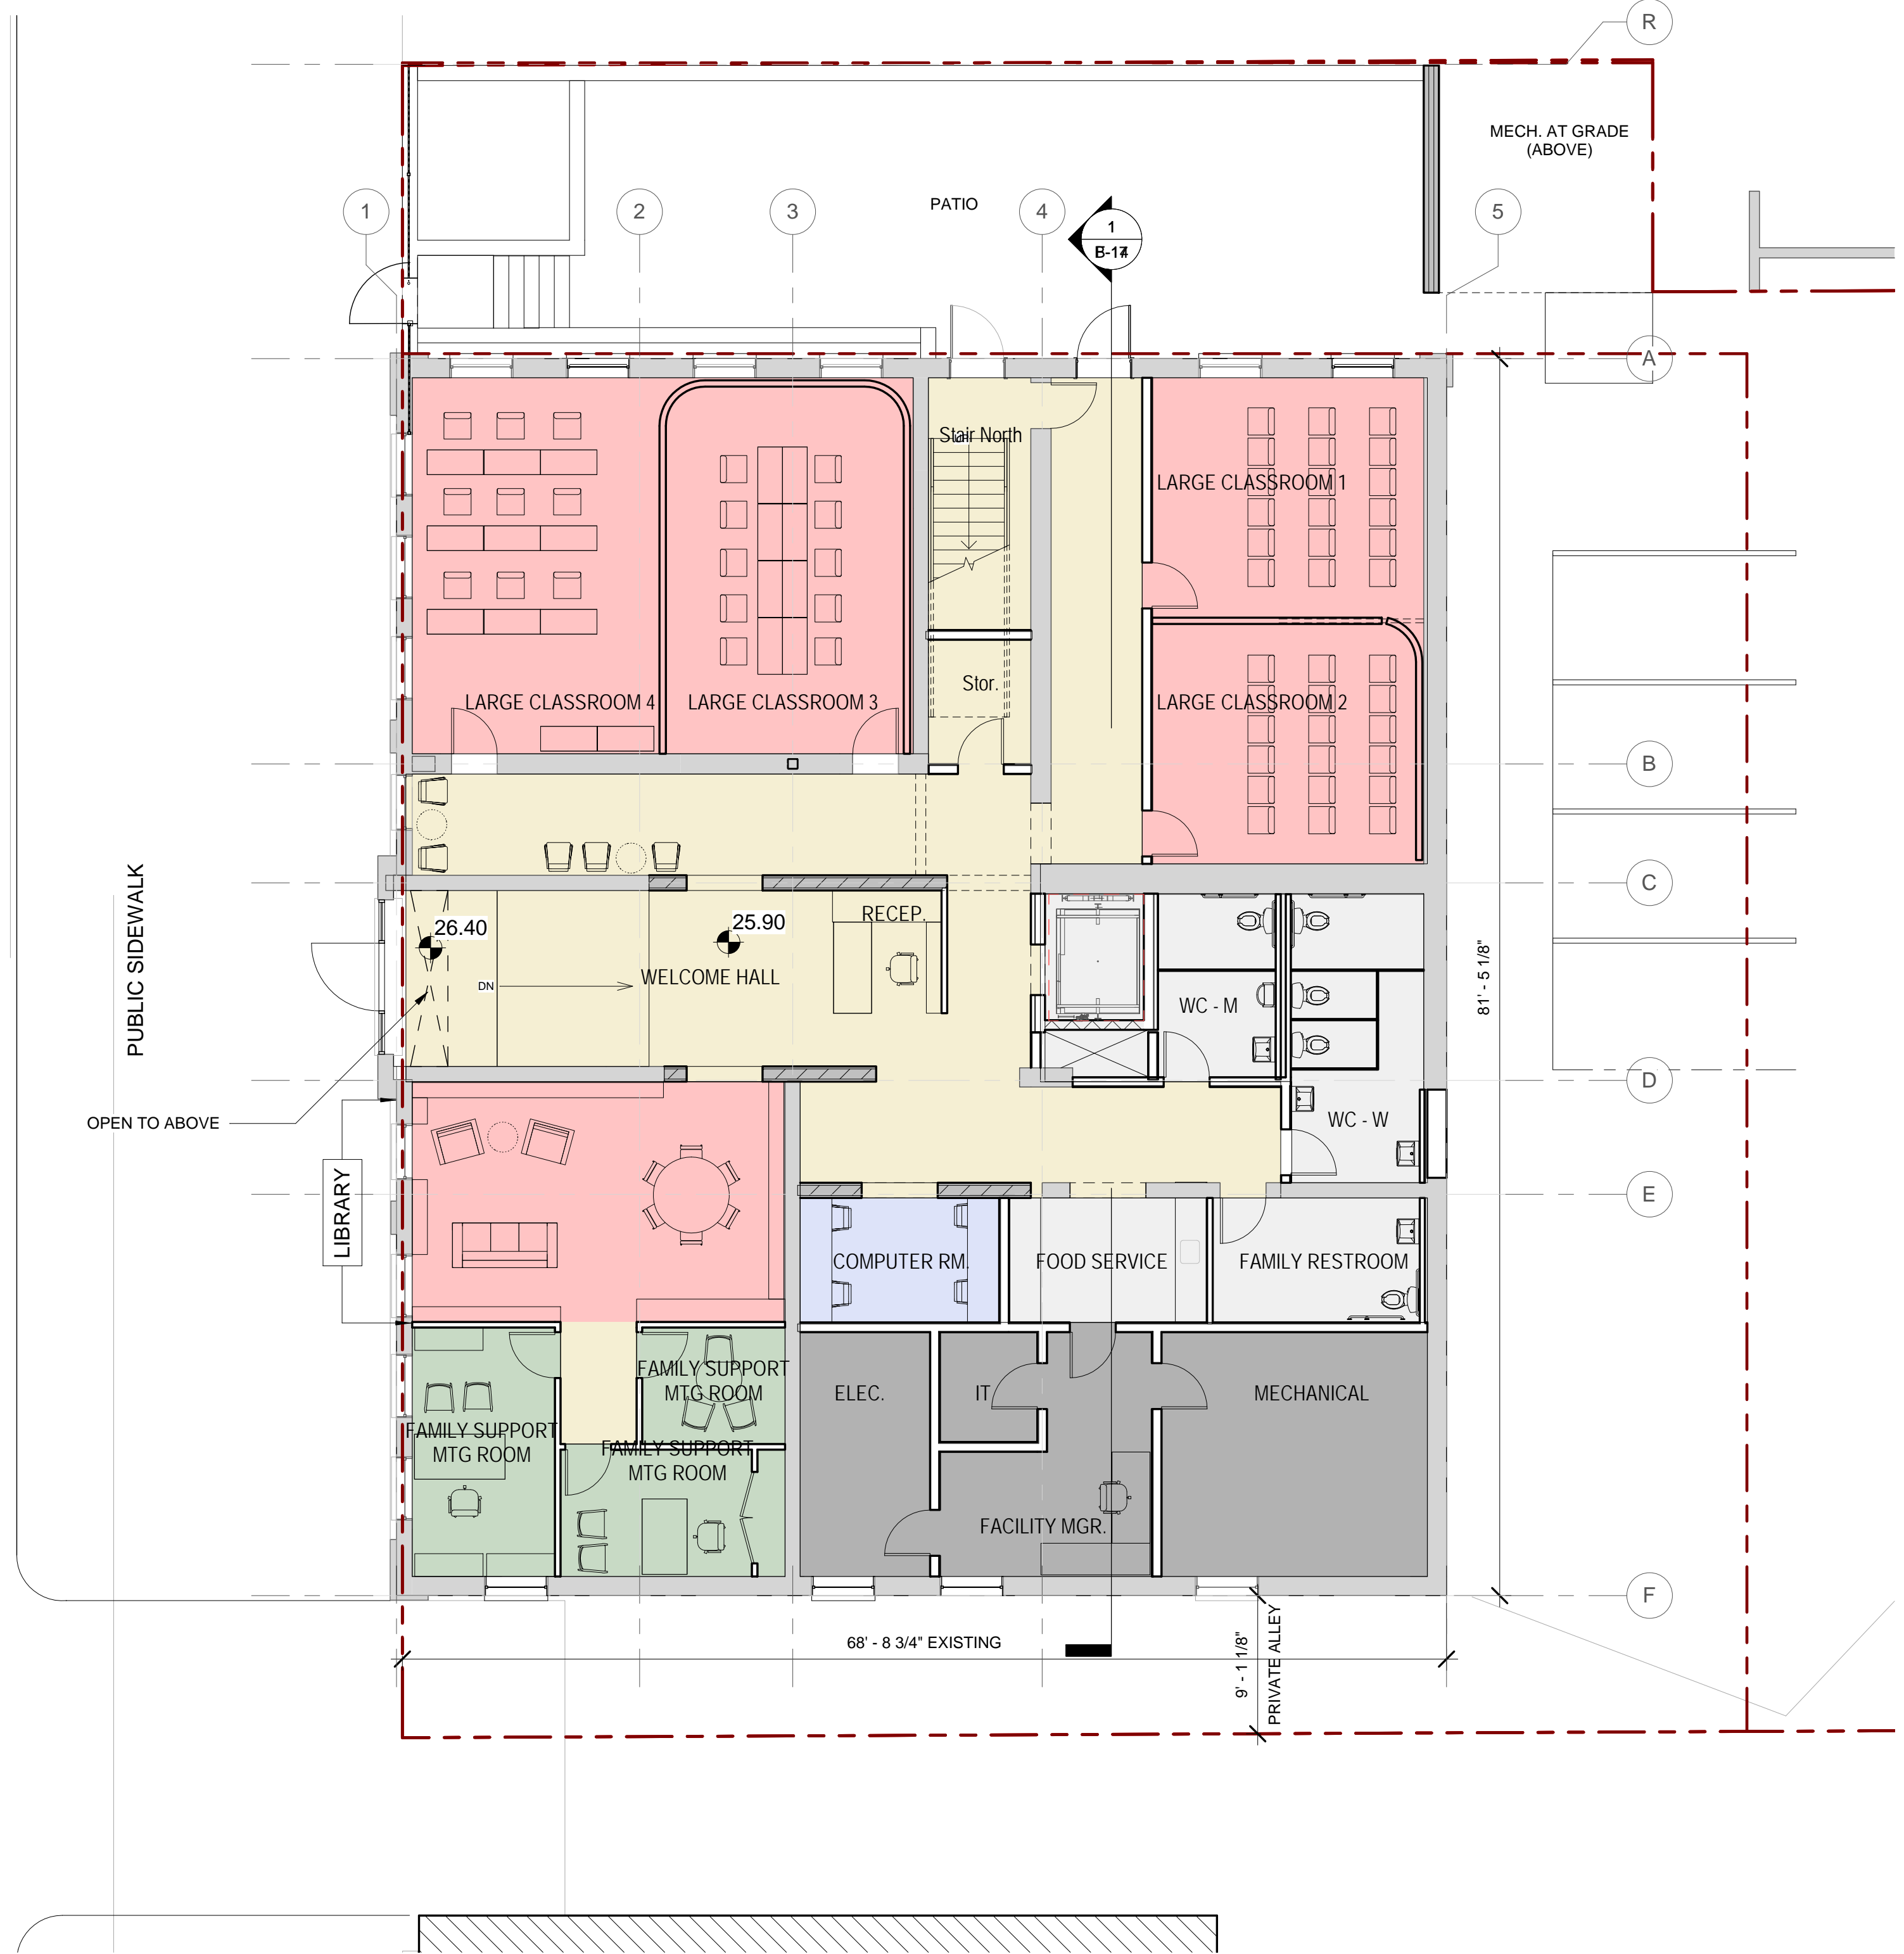 R
MECH. AT GRADE
(ABOVE)
PATIO
1
2
3
4
1
5
A
Stair North
LARGE CLASSROOM 1
Stor.
LARGE CLASSROOM 4
LARGE CLASSROOM 3
LARGE CLASSROOM 2
B
C
PUBLIC SIDEWALK
26.40
25.90
RECEP.
WELCOME HALL
DN
WC - M
81' - 5 1/8"
D
OPEN TO ABOVE
WC - W
E
LIBRARY
COMPUTER RM.
FOOD SERVICE
FAMILY RESTROOM
FAMILY SUPPORT
MTG ROOM
ELEC.
IT
MECHANICAL
FAMILY SUPPORT
MTG ROOM
FAMILY SUPPORT
MTG ROOM
FACILITY MGR.
F
68' - 8 3/4" EXISTING
9' - 1 1/8"
PRIVATE ALLEY